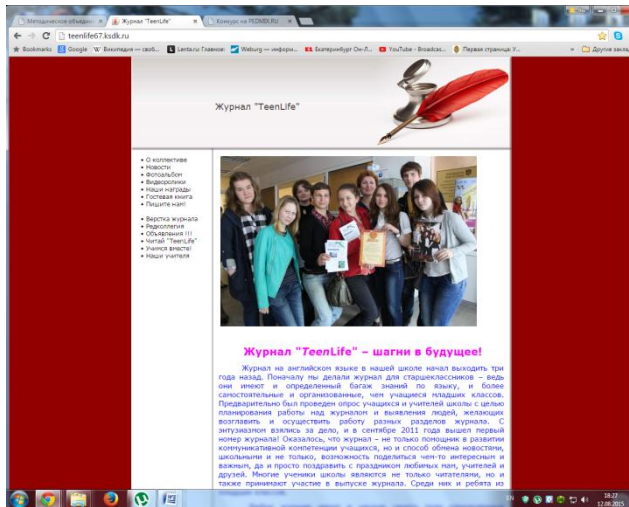 Методическое объедине
Журнал "TeenLife"
Конкурс на PEDMIX.RU
teenlife67.ksdk.ru
Bookmarks Google Википедия — своб... Lenta.ru Главное: Weburg — информ... Екатеринбург Он-Л... YouTube - Broadcas... Первая страница: У... » Другие заклад
Журнал "TeenLife"
О коллективе
Новости
Фотоальбом
Видеоролики
Наши награды
Гостевая книга
Пишите нам!
Верстка журнала
Редколлегия
Объявления !!!
Читай "TeenLife"
Учимся вместе!
Наши учителя
Журнал "TeenLife" – шагни в будущее!
Журнал на английском языке в нашей школе начал выходить три
года назад. Поначалу мы делали журнал для старшеклассников – ведь
они имеют и определенный багаж знаний по языку, и более
самостоятельные и организованные, чем учащиеся младших классов.
Предварительно был проведен опрос учащихся и учителей школы с целью
планирования работы над журналом и выявления людей, желающих
возглавить и осуществить работу разных разделов журнала. С
энтузиазмом взялись за дело, и в сентябре 2011 года вышел первый
номер журнала! Оказалось, что журнал – не только помощник в развитии
коммуникативной компетенции учащихся, но и способ обмена новостями,
школьными и не только, возможность поделиться чем-то интересным и
важным, да и просто поздравить с праздником любимых мам, учителей и
друзей. Многие ученики школы являются не только читателями, но и
также принимают участие в выпуске журнала. Среди них и ребята из
EN
18:27
12.08.2015